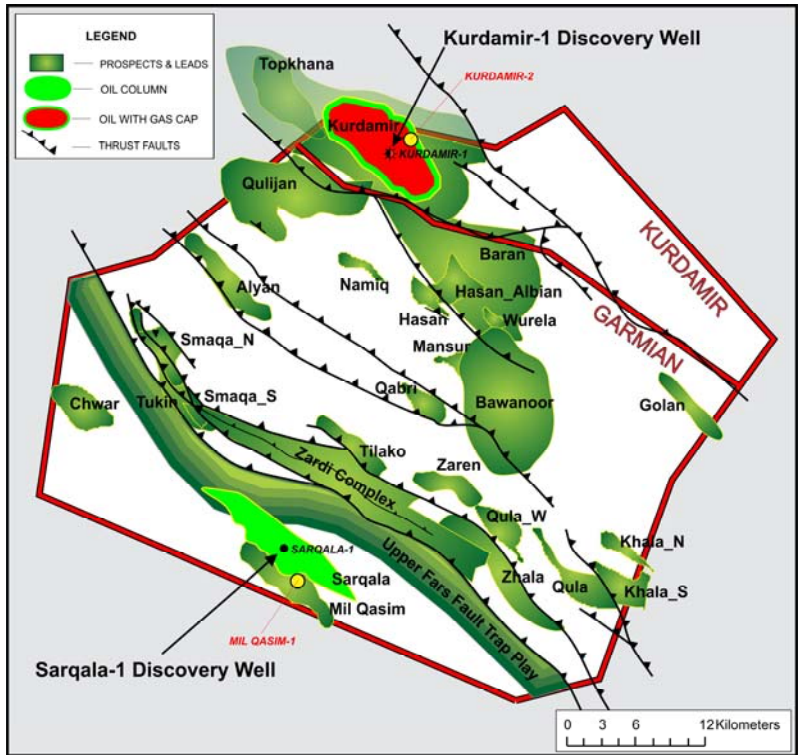 LEGEND
PROSPECTS & LEADS
OIL COLUMN
OIL WITH GAS CAP
THRUST FAULTS
Kurdamir-1 Discovery Well
Topkhana
KURDAMIR-2
Kurdamir
KURDAMIR-1
Qulijan
KURDAMIR
Baran
Alyan
Namiq
Hasan_Albian
Hasan
Wurela
GARMIAN
Smaqa_N
Mansur
Chwar
Tukin
Smaqa_S
Qabri
Bawanoor
Golan
Tilako
Zardi Complex
Zaren
Qula_W
Khala_N
SARQALA-1
Upper Fars Fault Trap Play
Sarqala
Zhala
Qula
Khala_S
Mil Qasim
MIL QASIM-1
Sarqala-1 Discovery Well
0 3 6 12 Kilometers